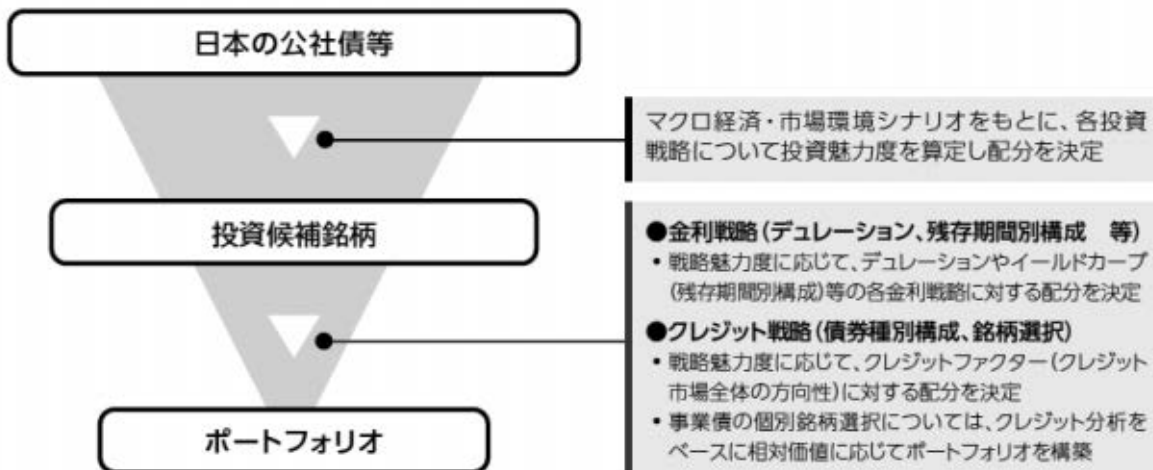 日本の公社債等
マクロ経済・市場環境シナリオをもとに、各投資
戦略について投資魅力度を算定し配分を決定
投資候補銘柄
●金利戦略(デュレーション、残存期間別構成　等)
• 戦略魅力度に応じて、デュレーションやイールドカーブ
(残存期間別構成)等の各金利戦略に対する配分を決定
●クレジット戦略(債券種別構成、銘柄選択)
• 戦略魅力度に応じて、クレジットファクター(クレジット
市場全体の方向性)に対する配分を決定
• 事業債の個別銘柄選択については、クレジット分析を
ベースに相対価値に応じてポートフォリオを構築
ポートフォリオ